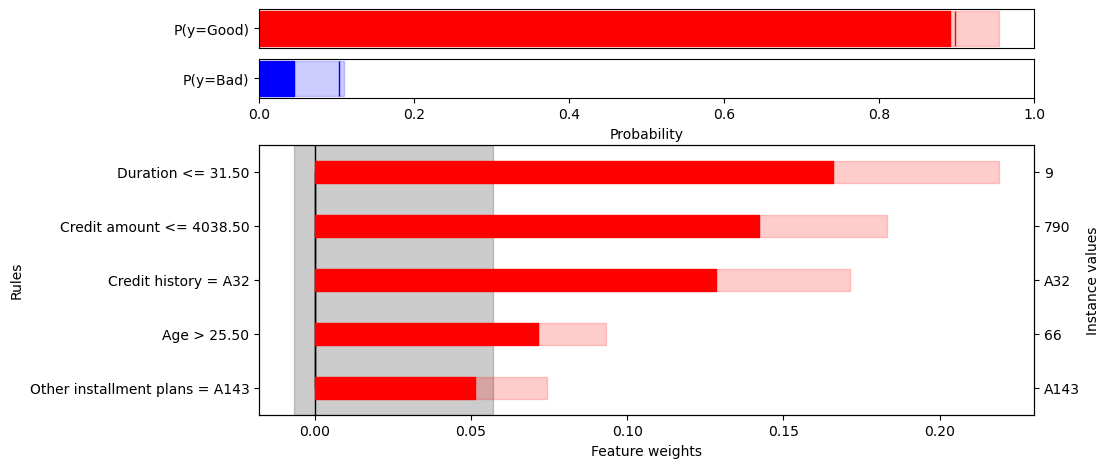 P(y=Good)
P(y=Bad)
0.0 0.2 0.4 0.6 0.8 1.0
Probability
Rules
Duration <= 31.50 9
Credit amount <= 4038.50 790
Credit history = A32 A32
Age > 25.50 66
Other installment plans = A143 A143
Instance values
0.00 0.05 0.10 0.15 0.20
Feature weights